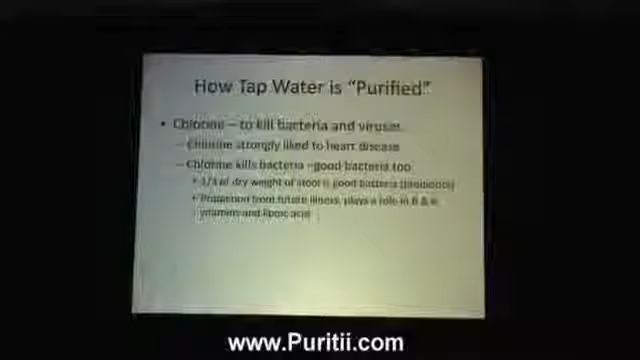 How Tap Water is "Purified"
• Chlorine – to kill bacteria and viruses
– Chlorine strongly liked to heart disease
– Chlorine kills bacteria –good bacteria too
• 1/3 of dry weight of stool is good bacteria (probiotics)
• Protection from future illness, plays a role in B & K
vitamins and lipoic acid
www.Puritii.com